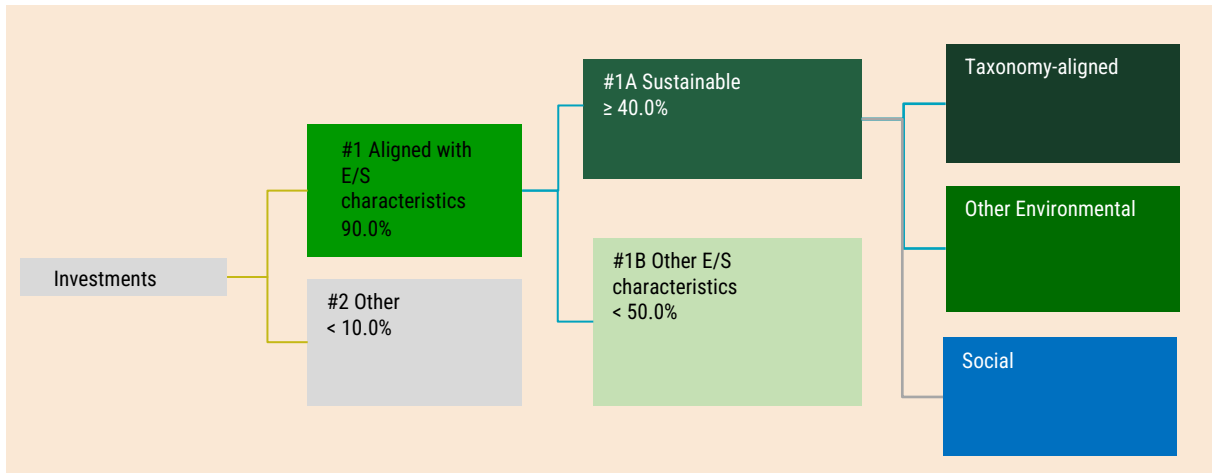 Investments
#1 Aligned with
E/S
characteristics
90.0%
#2 Other
< 10.0%
#1A Sustainable
≥ 40.0%
#1B Other E/S
characteristics
< 50.0%
Taxonomy-aligned
Other Environmental
Social